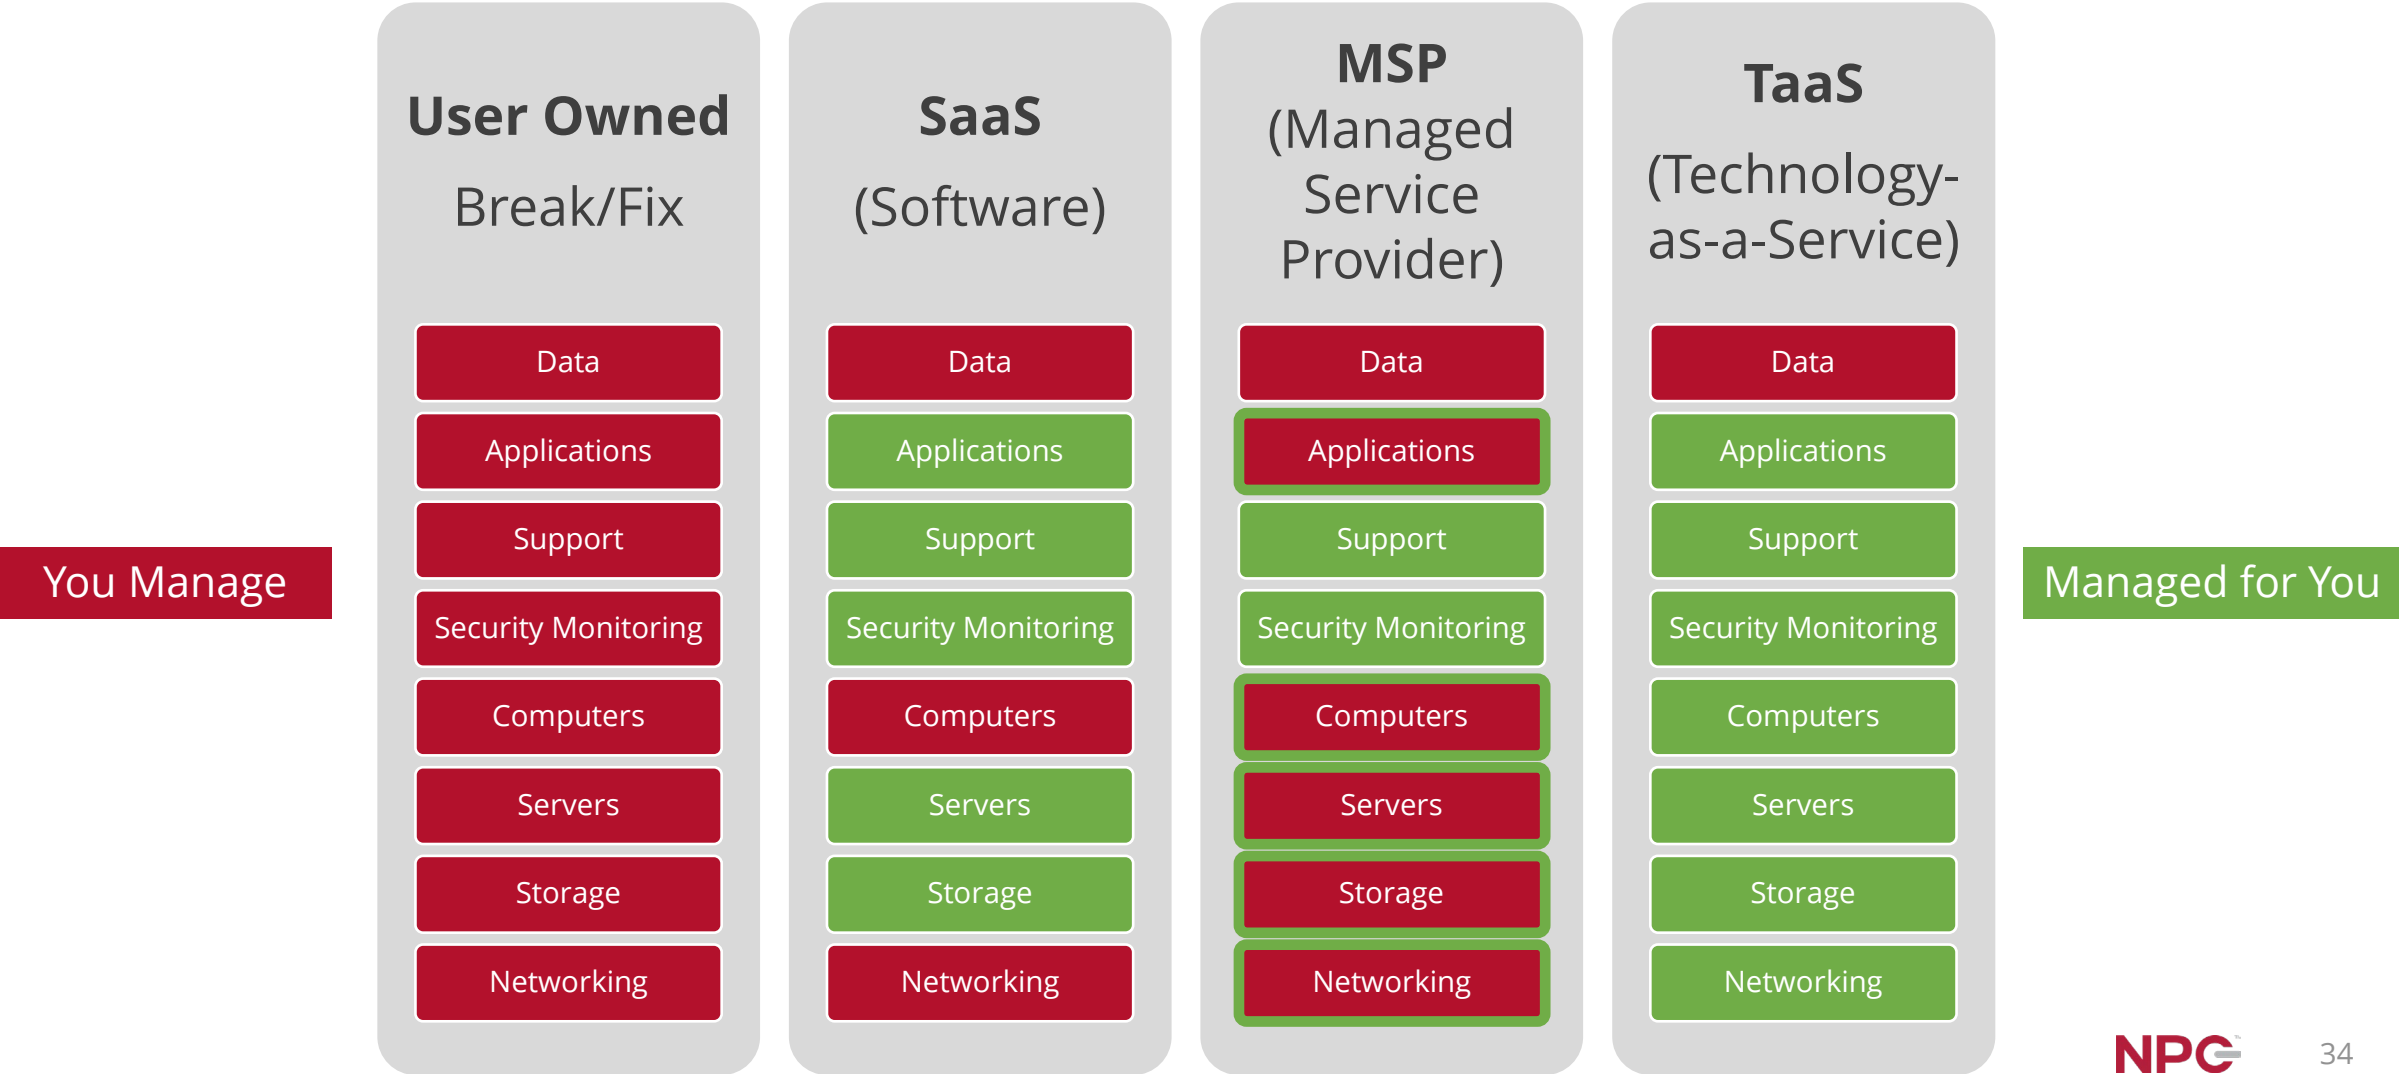 User Owned
Break/Fix
Data
Applications
Support
Security Monitoring
Computers
Servers
Storage
Networking
SaaS
(Software)
Data
Applications
Support
Security Monitoring
Computers
Servers
Storage
Networking
MSP
(Managed
Service
Provider)
Data
Applications
Support
Security Monitoring
Computers
Servers
Storage
Networking
TaaS
(Technology-
as-a-Service)
Data
Applications
Support
Security Monitoring
Computers
Servers
Storage
Networking
You Manage
Managed for You
NPC
34